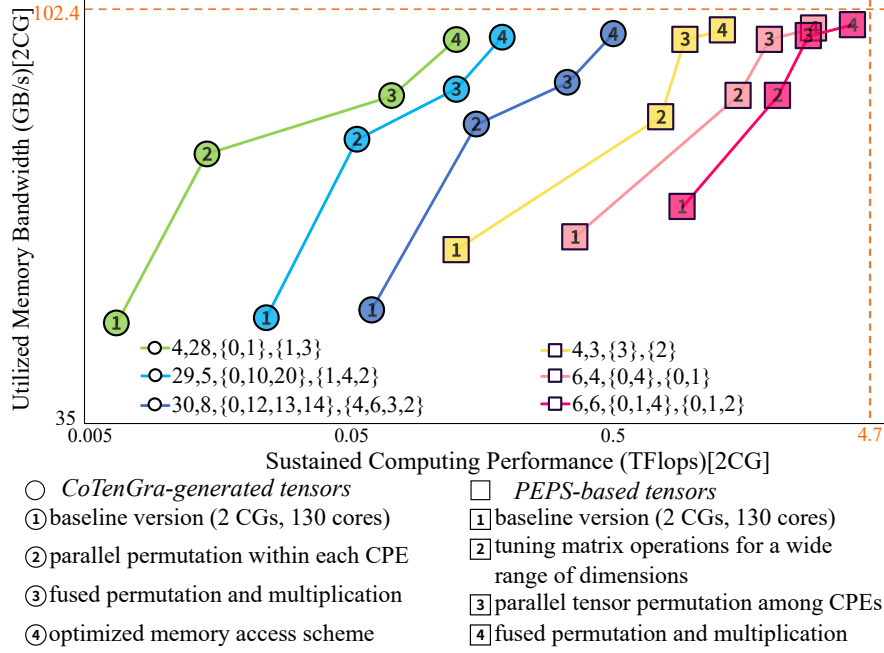 102.4
Utilized Memory Bandwidth (GB/s)[2CG]
4 4 4 3 4 3 4 3 4
3 3 3 2 2
2 2 2 2
1
1 1
1 1 1
4,28,{0,1},{1,3}
29,5,{0,10,20},{1,4,2}
30,8,{0,12,13,14},{4,6,3,2}
4,3,{3},{2}
6,4,{0,4},{0,1}
6,6,{0,1,4},{0,1,2}
35
0.005 0.05 0.5 4.7
Sustained Computing Performance (TFlops)[2CG]
CoTenGra-generated tensors
1 baseline version (2 CGs, 130 cores)
2 parallel permutation within each CPE
3 fused permutation and multiplication
4 optimized memory access scheme
PEPS-based tensors
1 baseline version (2 CGs, 130 cores)
2 tuning matrix operations for a wide
range of dimensions
3 parallel tensor permutation among CPEs
4 fused permutation and multiplication